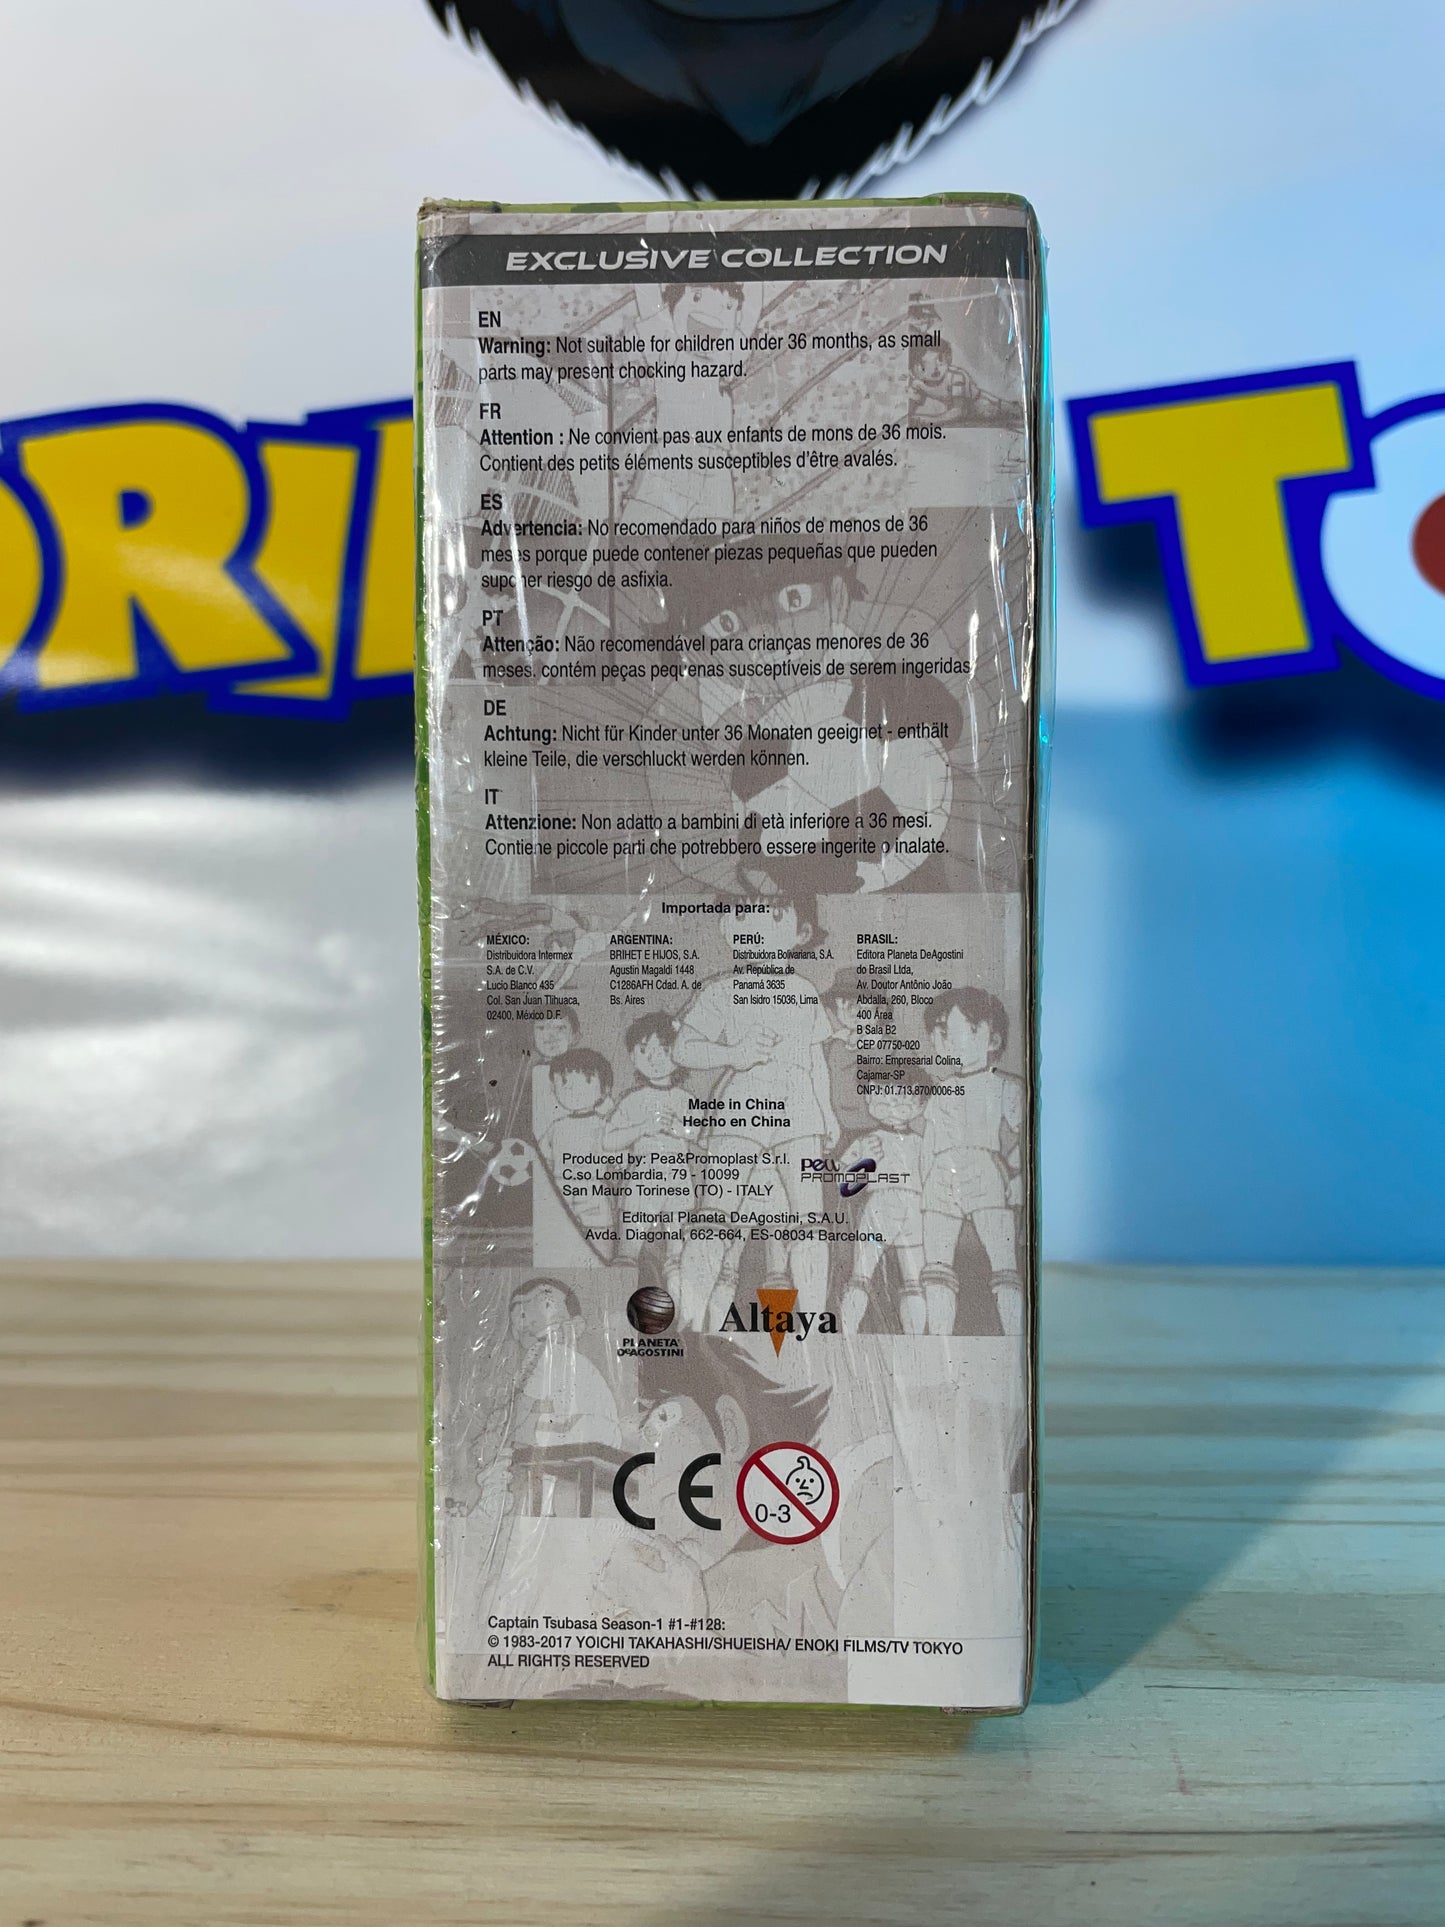 EXCLUSIVE COLLECTION
EN
Warning: Not suitable for children under 36 months, as small
parts may present chocking hazard.
FR
Attention : Ne convient pas aux enfants de mons de 36 mois.
Contient des petits éléments susceptibles d'être avalés.
ES
Advertencia: No recomendado para niños de menos de 36
meses porque puede contener piezas pequeñas que pueden
suponer riesgo de asfixia.
PT
Attenção: Não recomendável para crianças menores de 36
meses. contém peças pequenas susceptíveis de serem ingeridas
DE
Achtung: Nicht für Kinder unter 36 Monaten geeignet - enthält
kleine Teile, die verschluckt werden können.
IT
Attenzione: Non adatto a bambini di età inferiore a 36 mesi.
Contiene piccole parti che potrebbero essere ingerite o inalate.
Importada para:
MÉXICO:
Distribuidora Intermex
S.A. de C.V.
Lucio Blanco 435
Col. San Juan Tlihuaca,
02400, México D.F.
ARGENTINA:
BRIHET E HIJOS, S.A.
Agustin Magaldi 1448
C1286AFH Cdad. A. de
Bs. Aires
PERÚ:
Distribuidora Bolivariana, S.A.
Av. República de
Panamá 3635
San Isidro 15036, Lima
BRASIL:
Editora Planeta DeAgostini
do Brasil Ltda,
Av. Doutor Antônio João
Abdalla, 260, Bloco
400 Área
B Sala B2
CEP 07750-020
Bairro: Empresarial Colina,
Cajamar-SP
CNPJ: 01.713.870/0006-85
Made in China
Hecho en China
Produced by: Pea&Promoplast S.r.l.
C.so Lombardia, 79 - 10099
San Mauro Torinese (TO) - ITALY
pea
PROMOPLAST
Editorial Planeta DeAgostini, S.A.U.
Avda. Diagonal, 662-664, ES-08034 Barcelona.
PLANETA
DeAGOSTINI
Altaya
CE
0-3
Captain Tsubasa Season-1 #1-#128:
© 1983-2017 YOICHI TAKAHASHI/SHUEISHA/ ENOKI FILMS/TV TOKYO
ALL RIGHTS RESERVED